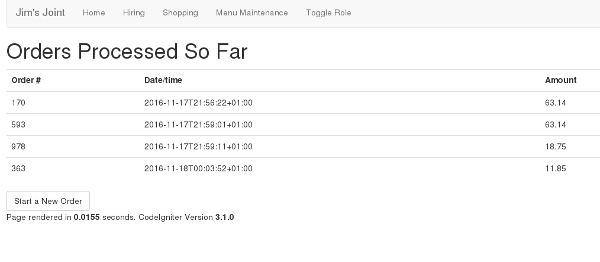 Jim's Joint Home Hiring Shopping Menu Maintenance Toggle Role
Orders Processed So Far
Order # Date/time Amount
170 2016-11-17T21:56:22+01:00 63.14
593 2016-11-17T21:59:01+01:00 63.14
978 2016-11-17T21:59:11+01:00 18.75
363 2016-11-18T00:03:52+01:00 11.85
Start a New Order
Page rendered in 0.0155 seconds. CodeIgniter Version 3.1.0